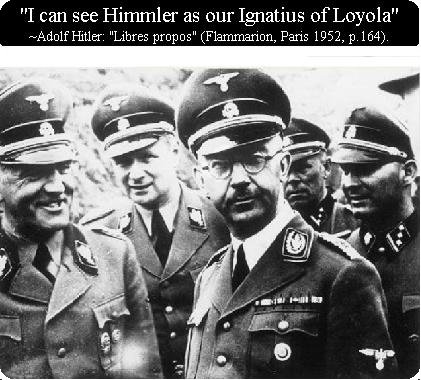 "I can see Himmler as our Ignatius of Loyola"
~Adolf Hitler: "Libres propos" (Flammarion, Paris 1952, p.164).